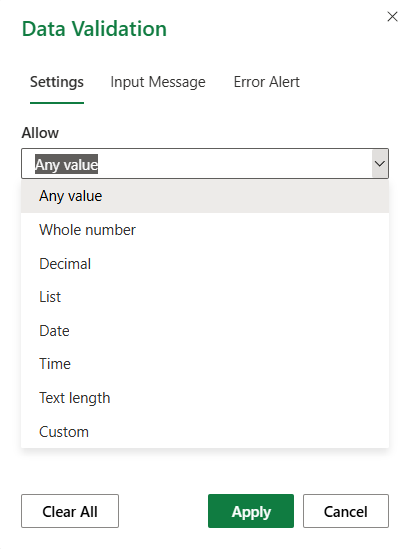 Data Validation
Settings Input Message Error Alert
Allow
Any value
Any value
Whole number
Decimal
List
Date
Time
Text length
Custom
Clear All Apply Cancel